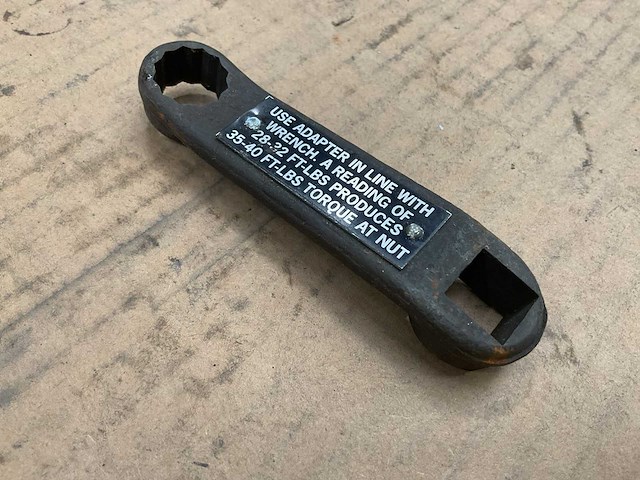 USE ADAPTER IN LINE WITH
WRENCH. A READING OF
28-32 FT-LBS PRODUCES
35-40 FT-LBS TORQUE AT NUT